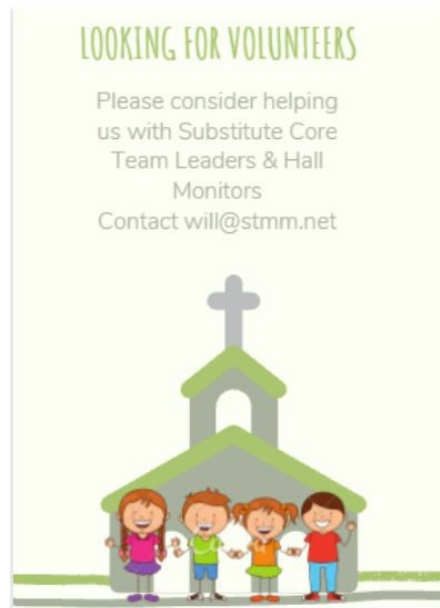 LOOKING FOR VOLUNTEERS
Please consider helping
us with Substitute Core
Team Leaders & Hall
Monitors
Contact will@stmm.net